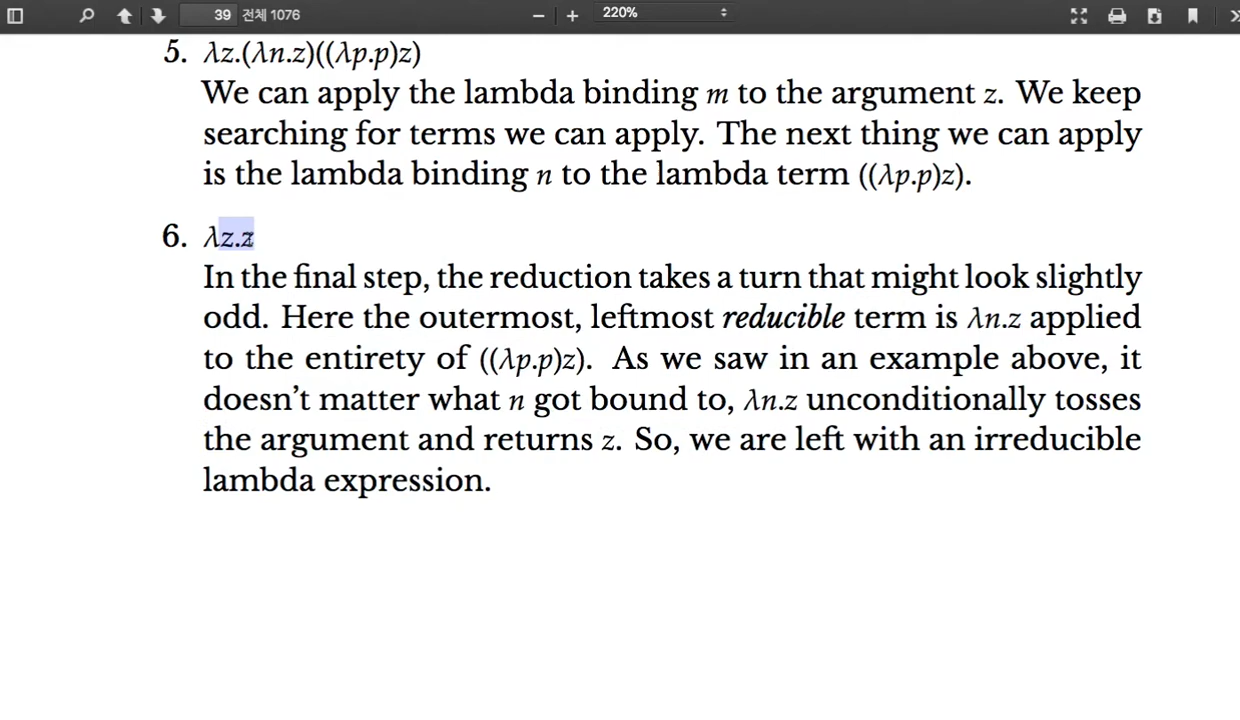 39 전체 1076
220%
5. λz.(λn.z)((λp.p)z)
We can apply the lambda binding m to the argument z. We keep
searching for terms we can apply. The next thing we can apply
is the lambda binding n to the lambda term ((λp.p)z).
6. λz.z
In the final step, the reduction takes a turn that might look slightly
odd. Here the outermost, leftmost reducible term is λn.z applied
to the entirety of ((λp.p)z). As we saw in an example above, it
doesn’t matter what n got bound to, λn.z unconditionally tosses
the argument and returns z. So, we are left with an irreducible
lambda expression.